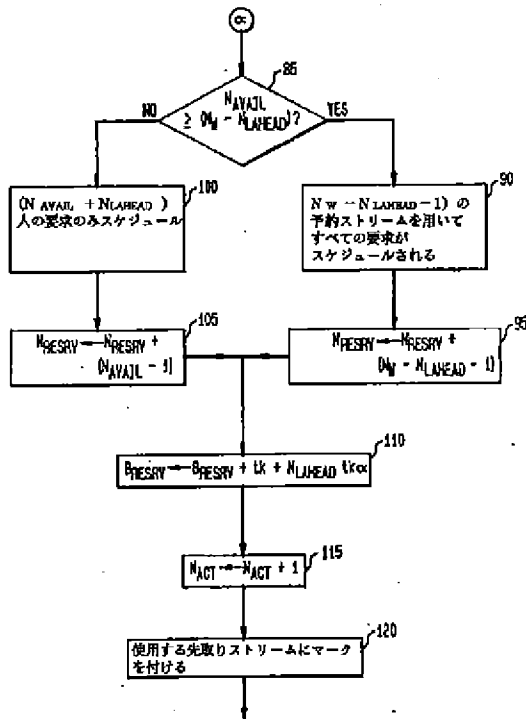 α
85
N_AVAIL
≥ (N_W - N_LAHEAD)?
NO
YES
100
(N_AVAIL + N_LAHEAD)
人の要求のみスケジュール
90
N_W - N_LAHEAD - 1) の
予約ストリームを用いて
すべての要求が
スケジュールされる
105
N_RESRV ← N_RESRV +
(N_AVAIL - 1)
95
N_RESRV ← N_RESRV +
(N_W - N_LAHEAD - 1)
110
B_RESRV ← B_RESRV + tk + N_LAHEAD tkα
115
N_ACT ← N_ACT + 1
120
使用する先取りストリームにマーク
を付ける